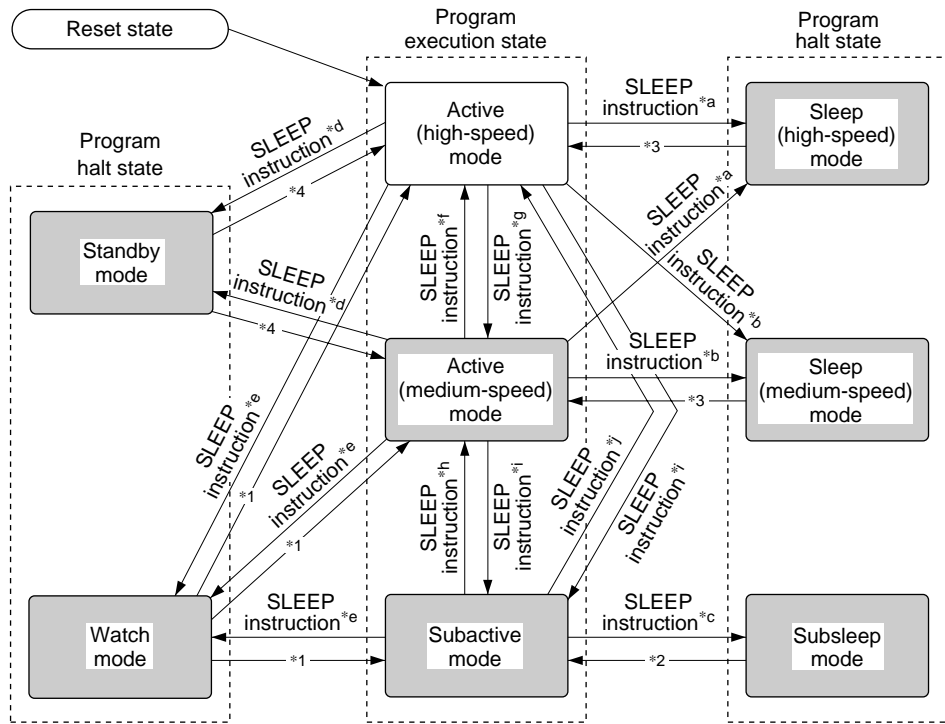 Reset state
Program
execution state
Program
halt state
Program
halt state
Active
(high-speed)
mode
SLEEP
instruction*a
*3
Sleep
(high-speed)
mode
SLEEP
instruction*d
*4
Standby
mode
SLEEP
instruction*d
*4
SLEEP
instruction*f
SLEEP
instruction*g
SLEEP
instruction*a
SLEEP
instruction*b
Active
(medium-speed)
mode
SLEEP
instruction*b
*3
Sleep
(medium-speed)
mode
SLEEP
instruction*e
*1
SLEEP
instruction*e
*1
SLEEP
instruction*h
SLEEP
instruction*i
SLEEP
instruction*j
SLEEP
instruction*i
Watch
mode
SLEEP
instruction*e
*1
Subactive
mode
SLEEP
instruction*c
*2
Subsleep
mode